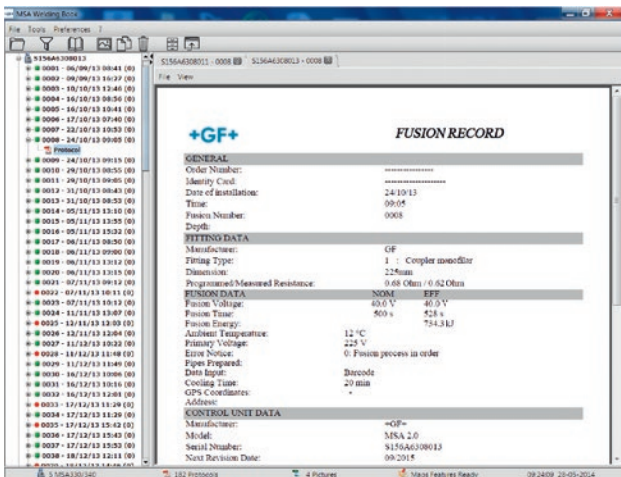 MSA Welding Book
File Tools Preferences ?
S156A6308013
0001 - 06/09/13 00:41 (0)
0002 - 09/09/13 16:27 (0)
0003 - 10/10/13 12:46 (0)
0004 - 16/10/13 08:56 (0)
0005 - 16/10/13 10:41 (0)
0006 - 17/10/13 07:40 (0)
0007 - 22/10/13 10:53 (0)
0008 - 24/10/13 09:05 (0)
Protocol
0009 - 24/10/13 09:15 (0)
0010 - 29/10/13 08:55 (0)
0011 - 29/10/13 09:05 (0)
0012 - 31/10/13 08:43 (0)
0013 - 31/10/13 08:53 (0)
0014 - 05/11/13 13:10 (0)
0015 - 05/11/13 13:55 (0)
0016 - 05/11/13 15:32 (0)
0017 - 06/11/13 08:50 (0)
0018 - 06/11/13 09:00 (0)
0019 - 06/11/13 13:12 (0)
0020 - 06/11/13 13:15 (0)
0021 - 07/11/13 09:12 (0)
0022 - 07/11/13 10:11 (0)
0023 - 07/11/13 10:12 (0)
0024 - 11/11/13 13:07 (0)
0025 - 12/11/13 12:03 (0)
0026 - 12/11/13 12:04 (0)
0027 - 11/12/13 10:22 (0)
0028 - 11/12/13 11:48 (0)
0029 - 11/12/13 11:49 (0)
0030 - 16/12/13 10:06 (0)
0031 - 16/12/13 10:16 (0)
0032 - 16/12/13 12:01 (0)
0033 - 17/12/13 11:29 (0)
0034 - 17/12/13 11:29 (0)
0035 - 17/12/13 15:42 (0)
0036 - 17/12/13 15:43 (0)
0037 - 17/12/13 15:53 (0)
0038 - 18/12/13 12:11 (0)
S156A6308011 - 0008
S156A6308013 - 0008
File View
+GF+
FUSION RECORD
GENERAL
Order Number: ----------------
Identity Card: --------------------
Date of installation: 24/10/13
Time: 09:05
Fusion Number: 0008
Depth:
FITTING DATA
Manufacturer: GF
Fitting Type: 1 : Coupler monofilar
Dimension: 225mm
Programmed/Measured Resistance: 0.68 Ohm / 0.62 Ohm
FUSION DATA NOM EFF
Fusion Voltage: 40.0 V 40.0 V
Fusion Time: 500 s 528 s
Fusion Energy: 734.3 kJ
Ambient Temperature: 12 °C
Primary Voltage: 225 V
Error Notice: 0: Fusion process in order
Pipes Prepared:
Data Input: Barcode
Cooling Time: 20 min
GPS Coordinates: -
Address:
CONTROL UNIT DATA
Manufacturer: +GF+
Model: MSA 2.0
Serial Number: S156A6308013
Next Revision Date: 09/2015
5 MSA330/340
182 Protocols
4 Pictures
Maps Features Ready
09:24:09 28-05-2014